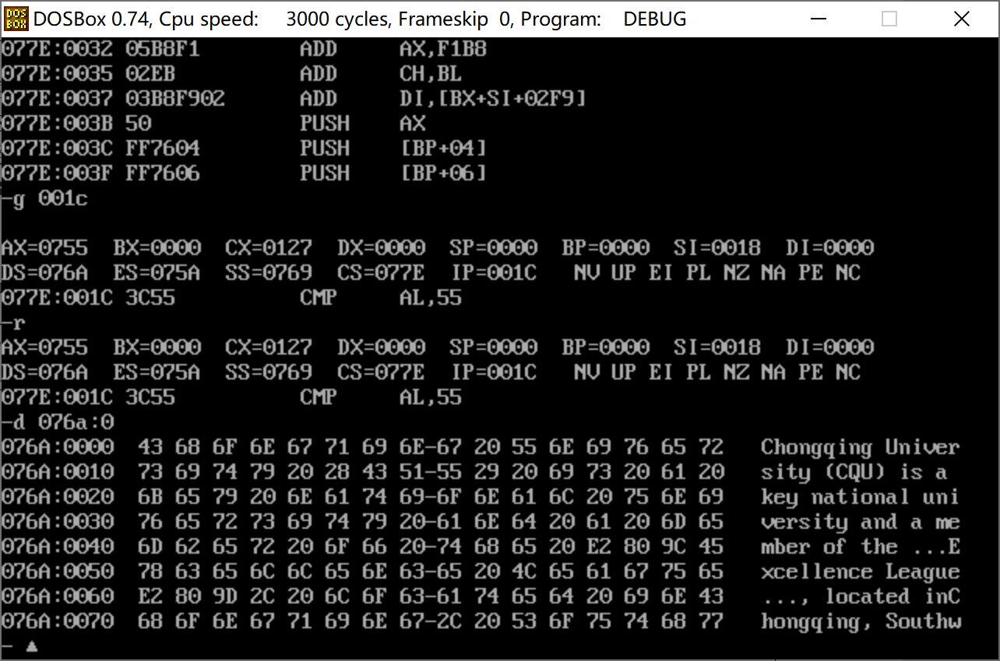 DOS BOX DOSBox 0.74, Cpu speed: 3000 cycles, Frameskip 0, Program: DEBUG
077E:0032 05B8F1 ADD AX,F1B8
077E:0035 02EB ADD CH,BL
077E:0037 03B8F902 ADD DI,[BX+SI+02F9]
077E:003B 50 PUSH AX
077E:003C FF7604 PUSH [BP+04]
077E:003F FF7606 PUSH [BP+06]
-g 001c
AX=0755 BX=0000 CX=0127 DX=0000 SP=0000 BP=0000 SI=0018 DI=0000
DS=076A ES=075A SS=0769 CS=077E IP=001C NV UP EI PL NZ NA PE NC
077E:001C 3C55 CMP AL,55
-r
AX=0755 BX=0000 CX=0127 DX=0000 SP=0000 BP=0000 SI=0018 DI=0000
DS=076A ES=075A SS=0769 CS=077E IP=001C NV UP EI PL NZ NA PE NC
077E:001C 3C55 CMP AL,55
-d 076a:0
076A:0000 43 68 6F 6E 67 71 69 6E-67 20 55 6E 69 76 65 72 Chongqing Univer
076A:0010 73 69 74 79 20 28 43 51-55 29 20 69 73 20 61 20 sity (CQU) is a
076A:0020 6B 65 79 20 6E 61 74 69-6F 6E 61 6C 20 75 6E 69 key national uni
076A:0030 76 65 72 73 69 74 79 20-61 6E 64 20 61 20 6D 65 versity and a me
076A:0040 6D 62 65 72 20 6F 66 20-74 68 65 20 E2 80 9C 45 mber of the ...E
076A:0050 78 63 65 6C 6C 65 6E 63-65 20 4C 65 61 67 75 65 xcellence League
076A:0060 E2 80 9D 2C 20 6C 6F 63-61 74 65 64 20 69 6E 43 ..., located inC
076A:0070 68 6F 6E 67 71 69 6E 67-2C 20 53 6F 75 74 68 77 hongqing, Southw
-